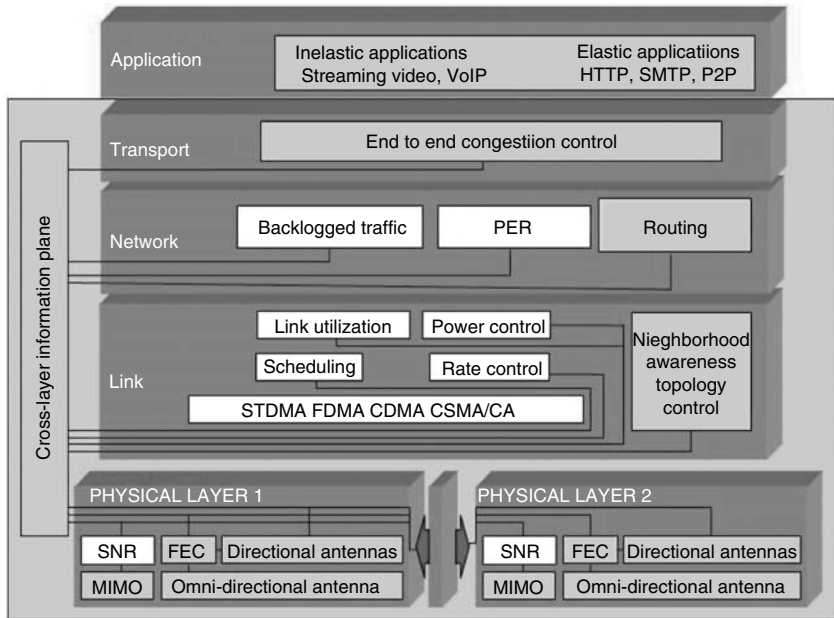 Application
Inelastic applications
Streaming video, VoIP
Elastic applicatiions
HTTP, SMTP, P2P
Cross-layer information plane
Transport
End to end congestiion control
Network
Backlogged traffic
PER
Routing
Link
Link utilization
Power control
Scheduling
Rate control
STDMA FDMA CDMA CSMA/CA
Nieghborhood
awareness
topology
control
PHYSICAL LAYER 1
SNR
FEC
Directional antennas
MIMO
Omni-directional antenna
PHYSICAL LAYER 2
SNR
FEC
Directional antennas
MIMO
Omni-directional antenna